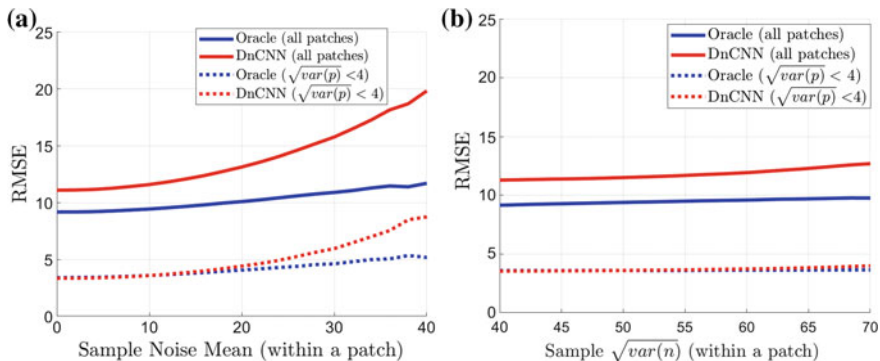 (a)
25
20
15
10
5
0
RMSE
Oracle (all patches)
DnCNN (all patches)
Oracle (√var(p) <4)
DnCNN (√var(p) < 4)
0 10 20 30 40
Sample Noise Mean (within a patch)
(b)
25
20
15
10
5
0
RMSE
Oracle (all patches)
DnCNN (all patches)
Oracle (√var(p) < 4)
DnCNN (√var(p) <4)
40 45 50 55 60 65 70
Sample √var(n) (within a patch)